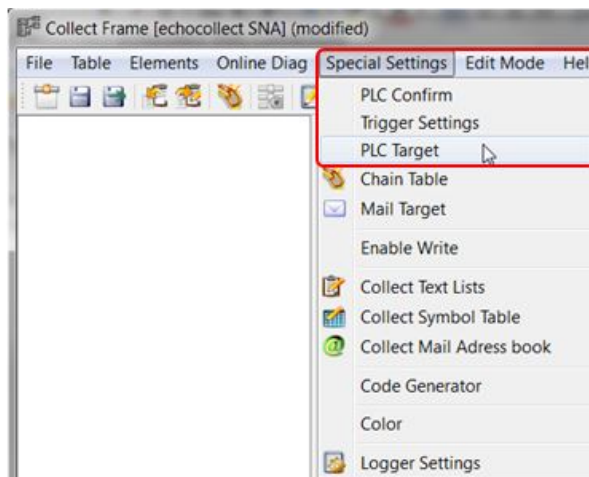 Collect Frame [echocollect SNA] (modified)
File Table Elements Online Diag Special Settings Edit Mode Hel
PLC Confirm
Trigger Settings
PLC Target
Chain Table
Mail Target
Enable Write
Collect Text Lists
Collect Symbol Table
Collect Mail Adress book
Code Generator
Color
Logger Settings